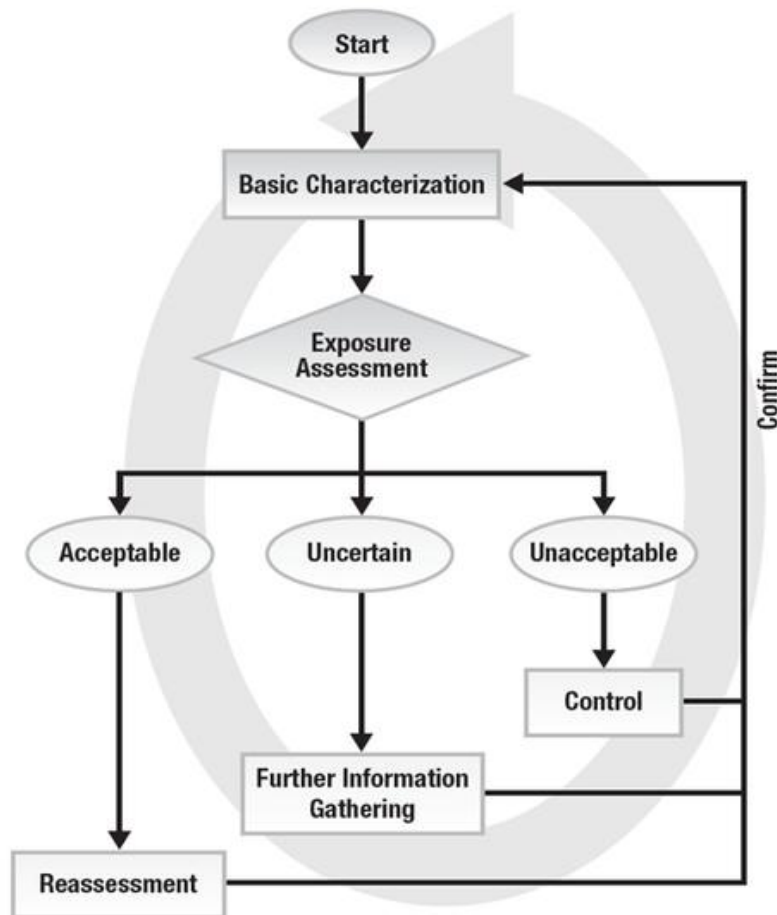 Start
Basic Characterization
Exposure
Assessment
Confirm
Acceptable
Uncertain
Unacceptable
Control
Further Information
Gathering
Reassessment